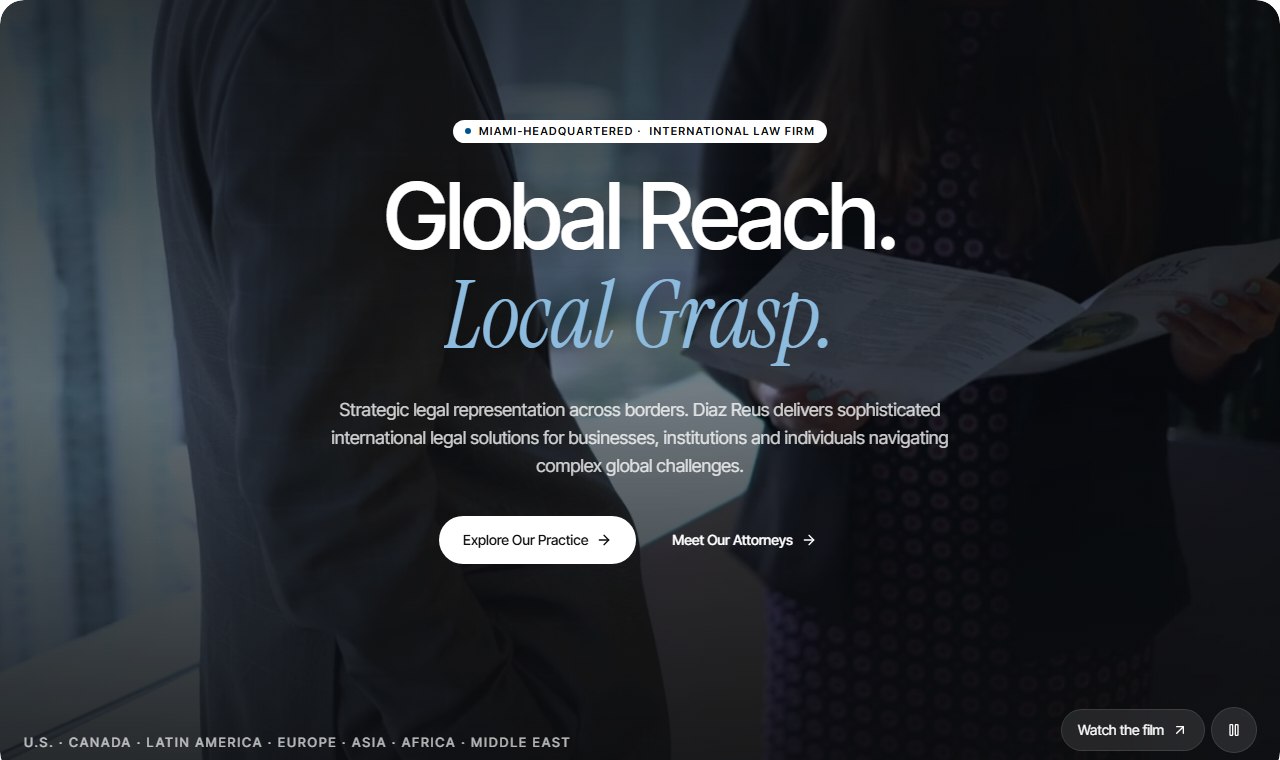 MIAMI-HEADQUARTERED · INTERNATIONAL LAW FIRM
Global Reach.
Local Grasp.
Strategic legal representation across borders. Diaz Reus delivers sophisticated
international legal solutions for businesses, institutions and individuals navigating
complex global challenges.
Explore Our Practice →
Meet Our Attorneys →
U.S. · CANADA · LATIN AMERICA · EUROPE · ASIA · AFRICA · MIDDLE EAST
Watch the film ↗